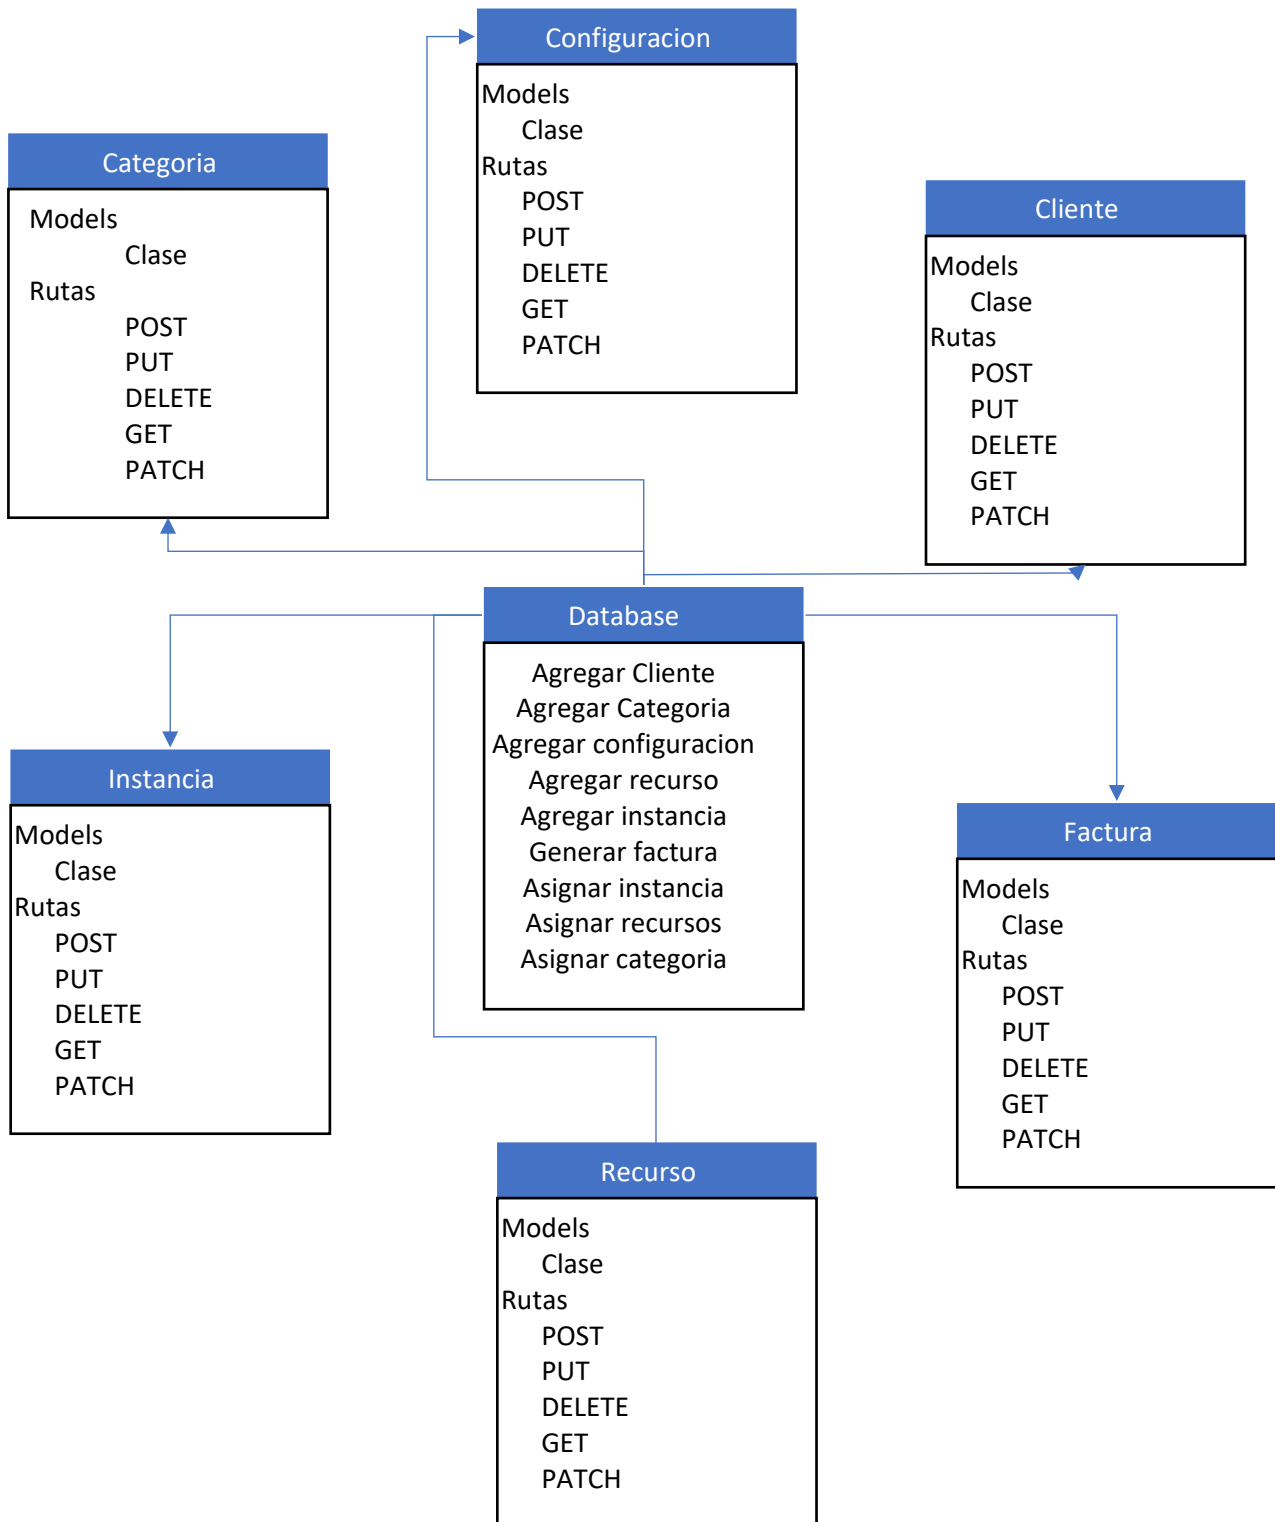 Configuracion
Models
Clase
Rutas
POST
PUT
DELETE
GET
PATCH
Categoria
Models
Clase
Rutas
POST
PUT
DELETE
GET
PATCH
Cliente
Models
Clase
Rutas
POST
PUT
DELETE
GET
PATCH
Database
Agregar Cliente
Agregar Categoria
Agregar configuracion
Agregar recurso
Agregar instancia
Generar factura
Asignar instancia
Asignar recursos
Asignar categoria
Instancia
Models
Clase
Rutas
POST
PUT
DELETE
GET
PATCH
Factura
Models
Clase
Rutas
POST
PUT
DELETE
GET
PATCH
Recurso
Models
Clase
Rutas
POST
PUT
DELETE
GET
PATCH